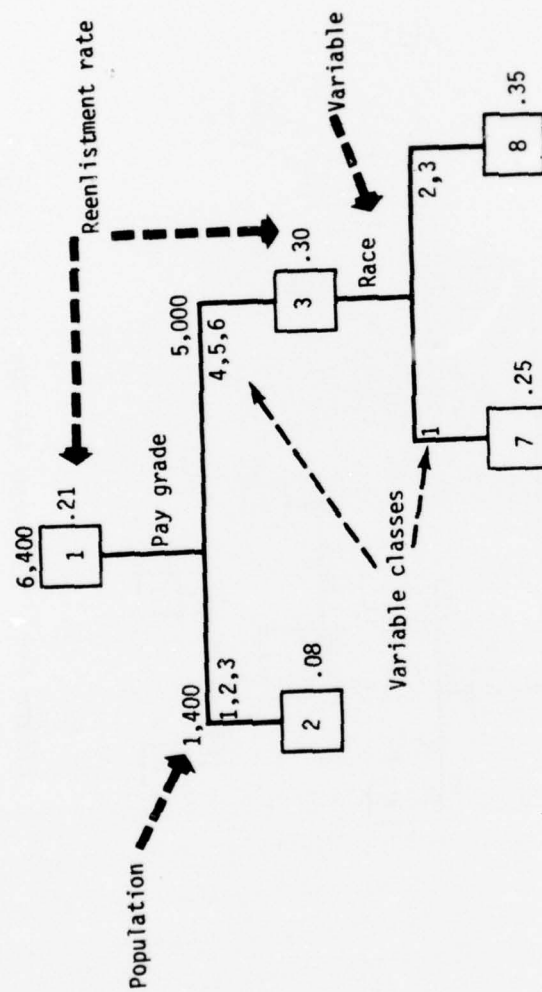 Reenlistment rate
6,400
1
.21
Pay grade
Population
1,400
1,2,3
2
.08
5,000
4,5,6
3
.30
Variable
Race
Variable classes
1
7
.25
2,3
8
.35